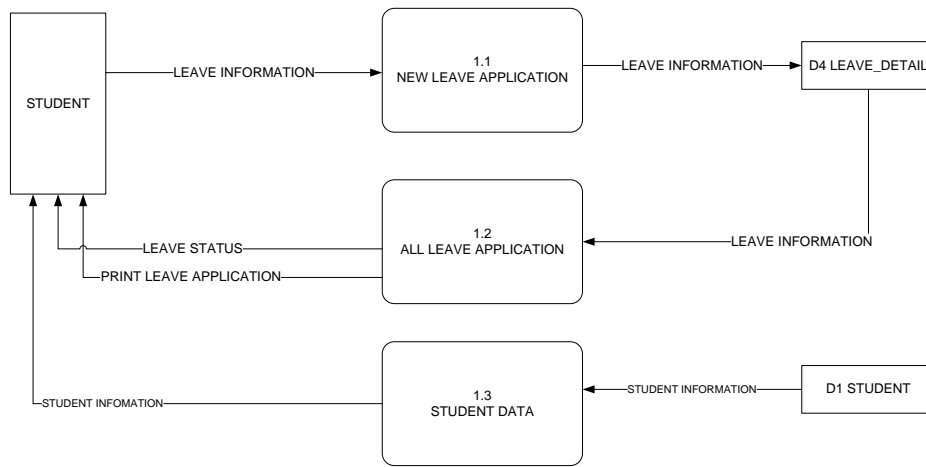 1.1
NEW LEAVE APPLICATION
LEAVE INFORMATION
LEAVE INFORMATION
D4 LEAVE_DETAIL
STUDENT
1.2
ALL LEAVE APPLICATION
LEAVE STATUS
LEAVE INFORMATION
PRINT LEAVE APPLICATION
1.3
STUDENT DATA
STUDENT INFOMATION
STUDENT INFORMATION
D1 STUDENT